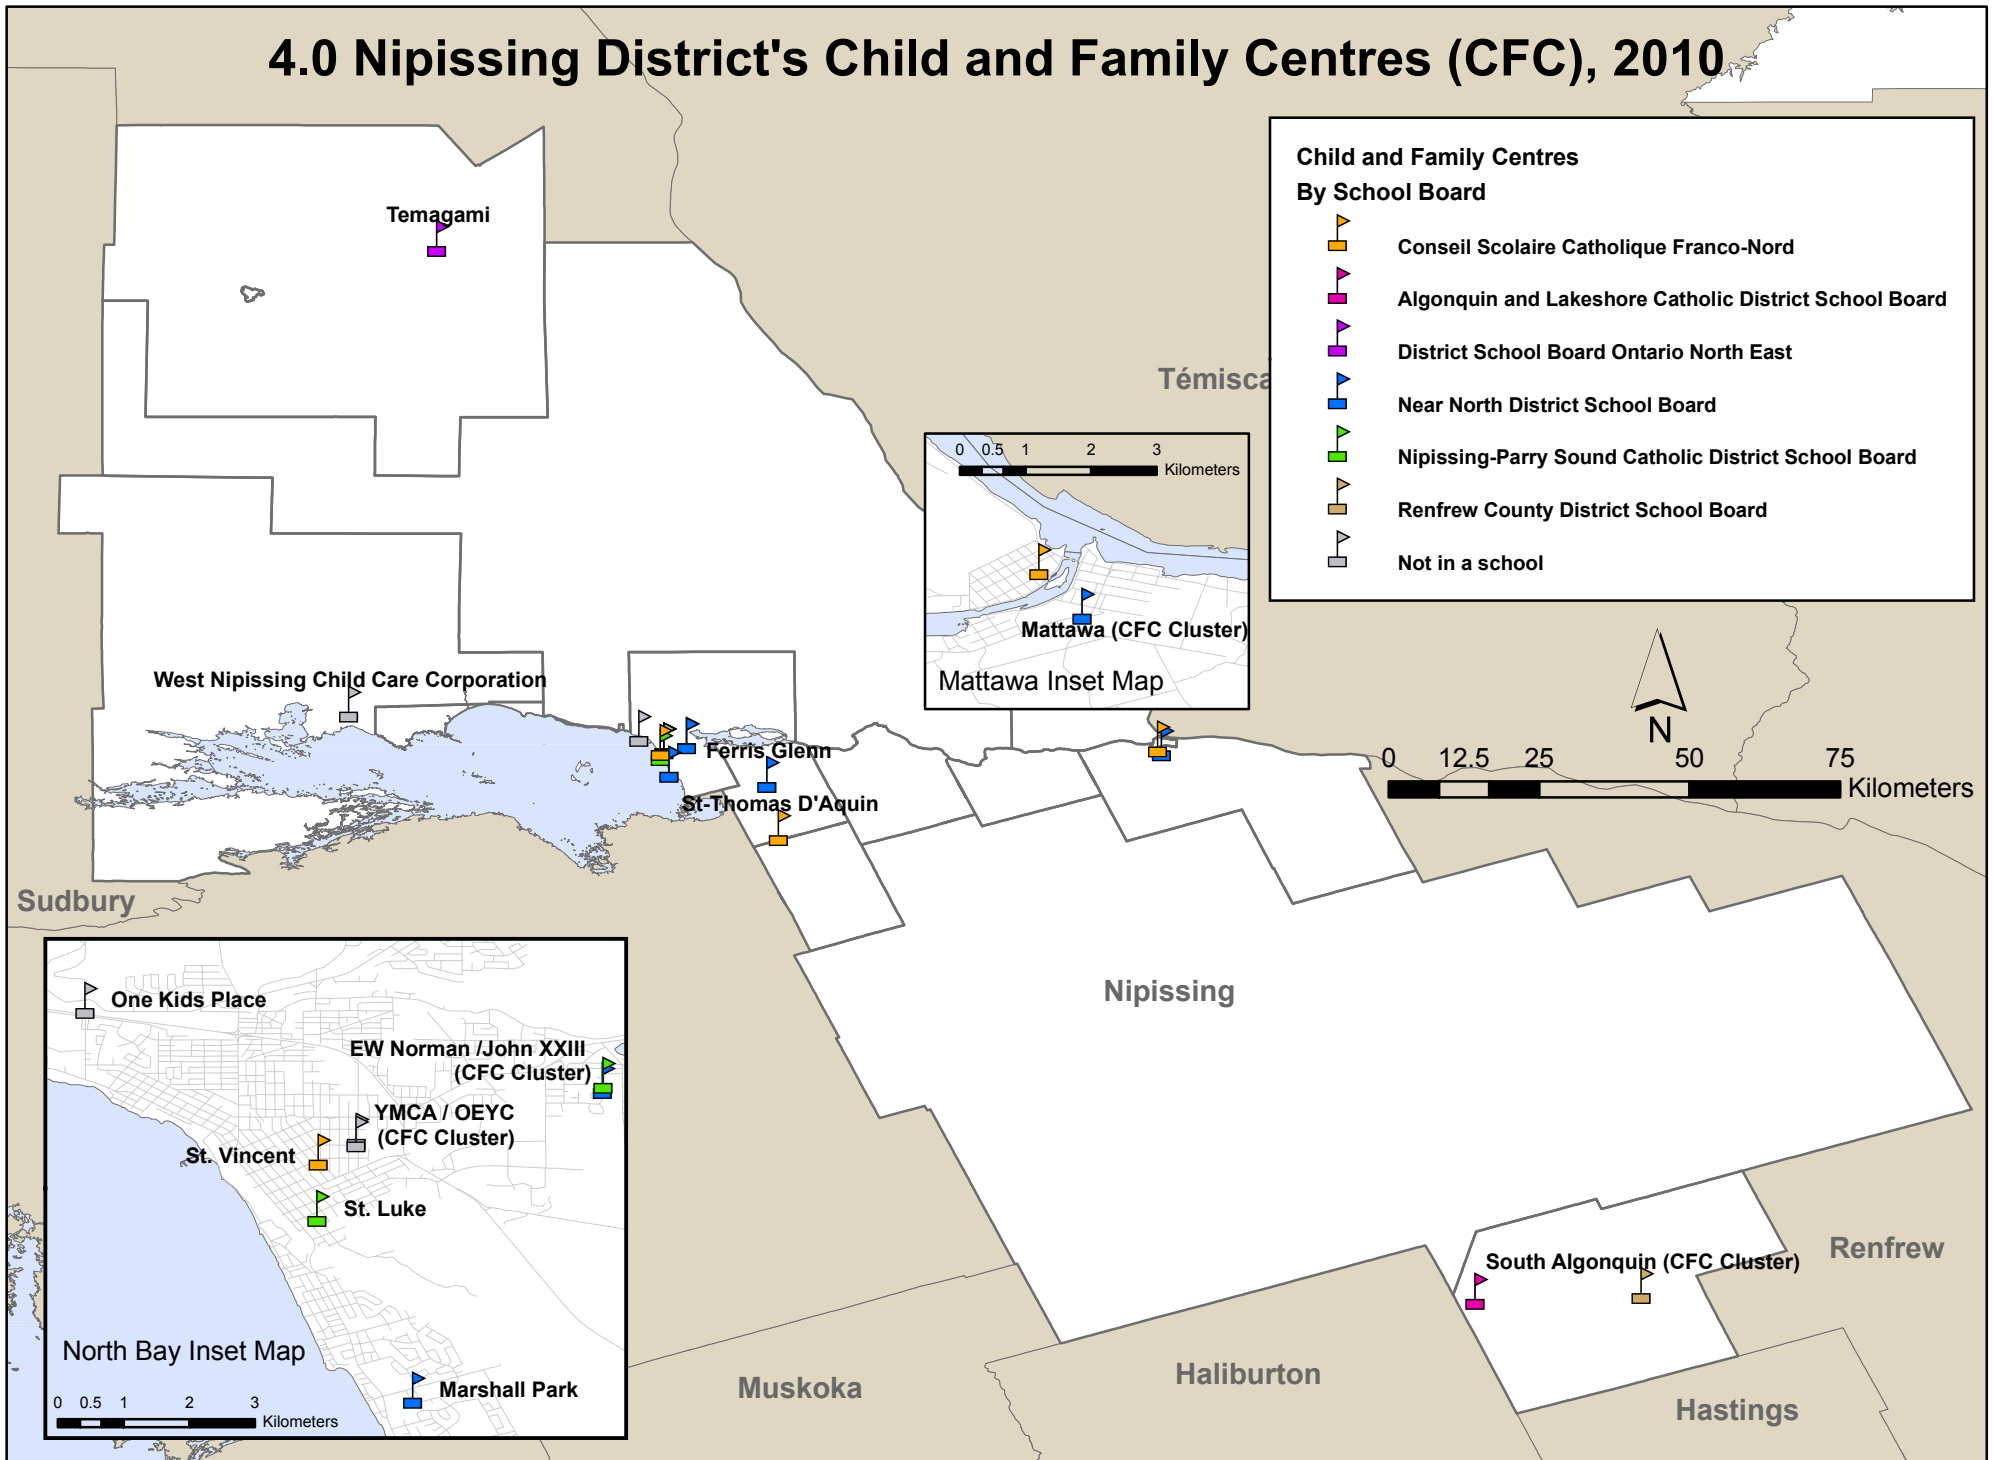 4.0 Nipissing District's Child and Family Centres (CFC), 2010
Child and Family Centres
By School Board
Conseil Scolaire Catholique Franco-Nord
Algonquin and Lakeshore Catholic District School Board
District School Board Ontario North East
Near North District School Board
Nipissing-Parry Sound Catholic District School Board
Renfrew County District School Board
Not in a school
Temagami
Témisca
0 0.5 1 2 3
Kilometers
Mattawa (CFC Cluster)
Mattawa Inset Map
West Nipissing Child Care Corporation
Ferris Glenn
St-Thomas D'Aquin
N
0 12.5 25 50 75
Kilometers
Sudbury
Nipissing
One Kids Place
EW Norman /John XXIII
(CFC Cluster)
YMCA / OEYC
(CFC Cluster)
St. Vincent
St. Luke
North Bay Inset Map
Marshall Park
0 0.5 1 2 3
Kilometers
South Algonquin (CFC Cluster)
Renfrew
Muskoka
Haliburton
Hastings